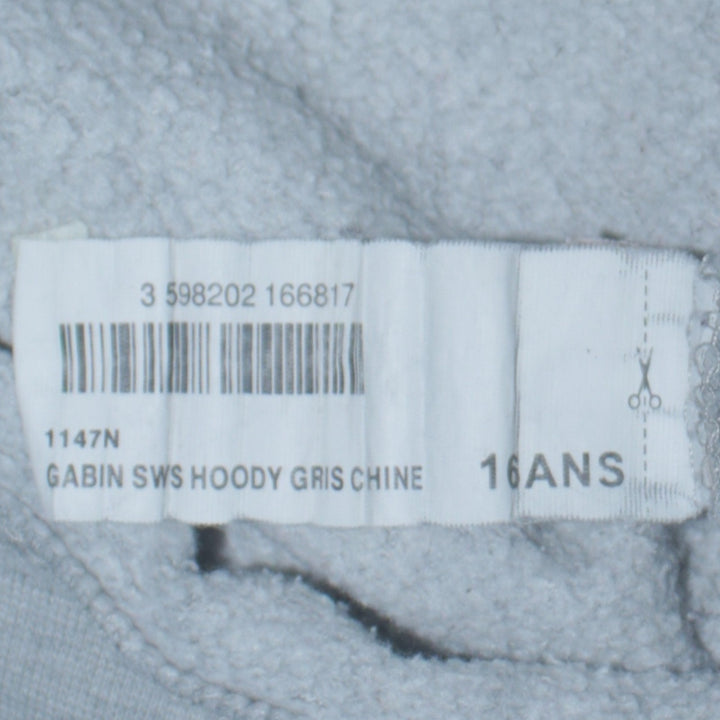 3 598202 166817
1147N
GABIN SWS HOODY GRIS CHINE
16ANS